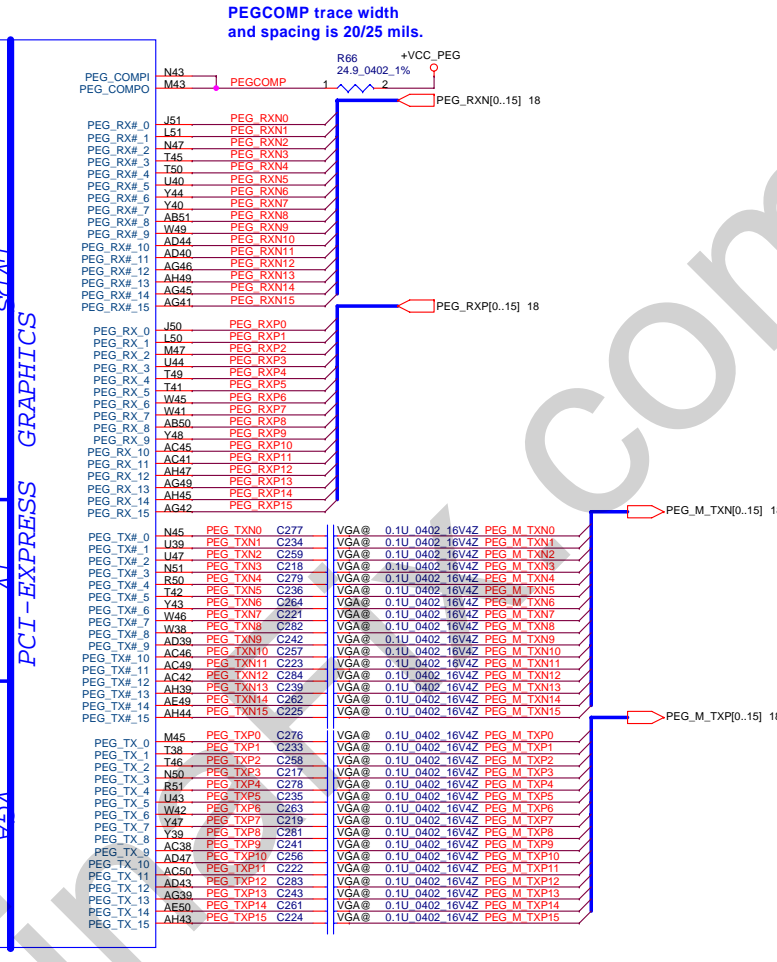 PEGCOMP trace width
and spacing is 20/25 mils.
R66
24.9_0402_1%
+VCC_PEG
PEG_COMPI N43
PEG_COMPO M43 PEGCOMP 1 2
PEG_RXN[0..15] 18
PEG_RX#_0 J51 PEG_RXN0
PEG_RX#_1 L51 PEG_RXN1
PEG_RX#_2 N47 PEG_RXN2
PEG_RX#_3 T45 PEG_RXN3
PEG_RX#_4 T50 PEG_RXN4
PEG_RX#_5 U40 PEG_RXN5
PEG_RX#_6 Y44 PEG_RXN6
PEG_RX#_7 Y40 PEG_RXN7
PEG_RX#_8 AB51 PEG_RXN8
PEG_RX#_9 W49 PEG_RXN9
PEG_RX#_10 AD44 PEG_RXN10
PEG_RX#_11 AD40 PEG_RXN11
PEG_RX#_12 AG46 PEG_RXN12
PEG_RX#_13 AH49 PEG_RXN13
PEG_RX#_14 AG45 PEG_RXN14
PEG_RX#_15 AG41 PEG_RXN15
PEG_RXP[0..15] 18
PEG_RX_0 J50 PEG_RXP0
PEG_RX_1 L50 PEG_RXP1
PEG_RX_2 M47 PEG_RXP2
PEG_RX_3 U44 PEG_RXP3
PEG_RX_4 T49 PEG_RXP4
PEG_RX_5 T41 PEG_RXP5
PEG_RX_6 W45 PEG_RXP6
PEG_RX_7 W41 PEG_RXP7
PEG_RX_8 AB50 PEG_RXP8
PEG_RX_9 Y48 PEG_RXP9
PEG_RX_10 AC45 PEG_RXP10
PEG_RX_11 AC41 PEG_RXP11
PEG_RX_12 AH47 PEG_RXP12
PEG_RX_13 AG49 PEG_RXP13
PEG_RX_14 AH45 PEG_RXP14
PEG_RX_15 AG42 PEG_RXP15
PCI-EXPRESS GRAPHICS
PEG_M_TXN[0..15] 18
PEG_TX#_0 N45 PEG_TXN0 C277 VGA@ 0.1U_0402_16V4Z PEG_M_TXN0
PEG_TX#_1 U39 PEG_TXN1 C234 VGA@ 0.1U_0402_16V4Z PEG_M_TXN1
PEG_TX#_2 U47 PEG_TXN2 C259 VGA@ 0.1U_0402_16V4Z PEG_M_TXN2
PEG_TX#_3 N51 PEG_TXN3 C218 VGA@ 0.1U_0402_16V4Z PEG_M_TXN3
PEG_TX#_4 R50 PEG_TXN4 C279 VGA@ 0.1U_0402_16V4Z PEG_M_TXN4
PEG_TX#_5 T42 PEG_TXN5 C236 VGA@ 0.1U_0402_16V4Z PEG_M_TXN5
PEG_TX#_6 Y43 PEG_TXN6 C264 VGA@ 0.1U_0402_16V4Z PEG_M_TXN6
PEG_TX#_7 W46 PEG_TXN7 C221 VGA@ 0.1U_0402_16V4Z PEG_M_TXN7
PEG_TX#_8 W38 PEG_TXN8 C282 VGA@ 0.1U_0402_16V4Z PEG_M_TXN8
PEG_TX#_9 AD39 PEG_TXN9 C242 VGA@ 0.1U_0402_16V4Z PEG_M_TXN9
PEG_TX#_10 AC46 PEG_TXN10 C257 VGA@ 0.1U_0402_16V4Z PEG_M_TXN10
PEG_TX#_11 AC49 PEG_TXN11 C223 VGA@ 0.1U_0402_16V4Z PEG_M_TXN11
PEG_TX#_12 AC42 PEG_TXN12 C284 VGA@ 0.1U_0402_16V4Z PEG_M_TXN12
PEG_TX#_13 AH39 PEG_TXN13 C239 VGA@ 0.1U_0402_16V4Z PEG_M_TXN13
PEG_TX#_14 AE49 PEG_TXN14 C262 VGA@ 0.1U_0402_16V4Z PEG_M_TXN14
PEG_TX#_15 AH44 PEG_TXN15 C225 VGA@ 0.1U_0402_16V4Z PEG_M_TXN15
PEG_M_TXP[0..15] 18
PEG_TX_0 M45 PEG_TXP0 C276 VGA@ 0.1U_0402_16V4Z PEG_M_TXP0
PEG_TX_1 T38 PEG_TXP1 C233 VGA@ 0.1U_0402_16V4Z PEG_M_TXP1
PEG_TX_2 T46 PEG_TXP2 C258 VGA@ 0.1U_0402_16V4Z PEG_M_TXP2
PEG_TX_3 N50 PEG_TXP3 C217 VGA@ 0.1U_0402_16V4Z PEG_M_TXP3
PEG_TX_4 R51 PEG_TXP4 C278 VGA@ 0.1U_0402_16V4Z PEG_M_TXP4
PEG_TX_5 U43 PEG_TXP5 C235 VGA@ 0.1U_0402_16V4Z PEG_M_TXP5
PEG_TX_6 W42 PEG_TXP6 C263 VGA@ 0.1U_0402_16V4Z PEG_M_TXP6
PEG_TX_7 Y47 PEG_TXP7 C219 VGA@ 0.1U_0402_16V4Z PEG_M_TXP7
PEG_TX_8 Y39 PEG_TXP8 C281 VGA@ 0.1U_0402_16V4Z PEG_M_TXP8
PEG_TX_9 AC38 PEG_TXP9 C241 VGA@ 0.1U_0402_16V4Z PEG_M_TXP9
PEG_TX_10 AD47 PEG_TXP10 C256 VGA@ 0.1U_0402_16V4Z PEG_M_TXP10
PEG_TX_11 AC50 PEG_TXP11 C222 VGA@ 0.1U_0402_16V4Z PEG_M_TXP11
PEG_TX_12 AD43 PEG_TXP12 C283 VGA@ 0.1U_0402_16V4Z PEG_M_TXP12
PEG_TX_13 AG39 PEG_TXP13 C243 VGA@ 0.1U_0402_16V4Z PEG_M_TXP13
PEG_TX_14 AE50 PEG_TXP14 C261 VGA@ 0.1U_0402_16V4Z PEG_M_TXP14
PEG_TX_15 AH43 PEG_TXP15 C224 VGA@ 0.1U_0402_16V4Z PEG_M_TXP15